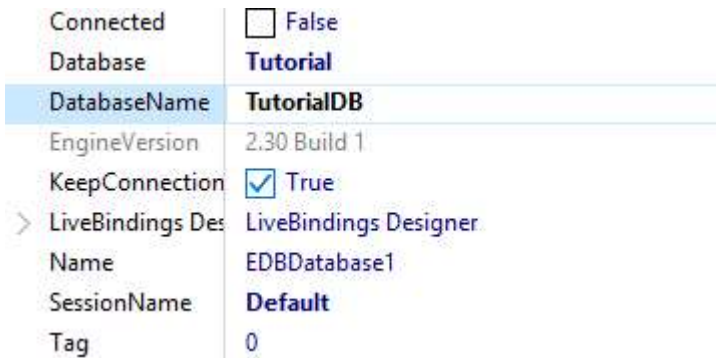 Connected False
Database Tutorial
DatabaseName TutorialDB
EngineVersion 2.30 Build 1
KeepConnection True
LiveBindings Des LiveBindings Designer
Name EDBDatabase1
SessionName Default
Tag 0